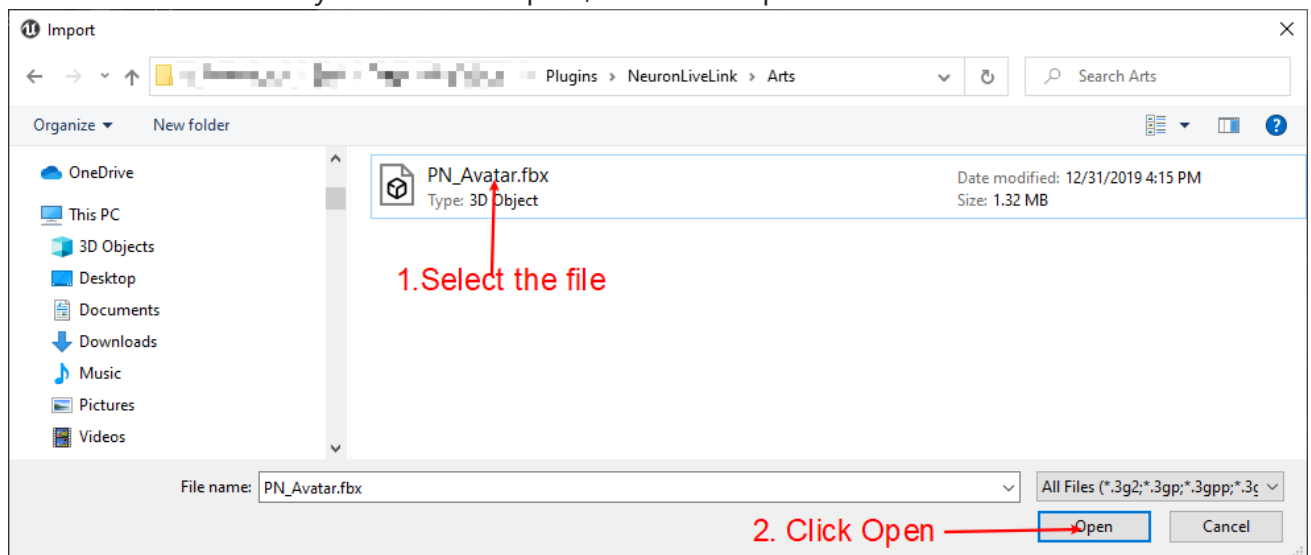 Import
Plugins › NeuronLiveLink › Arts
Search Arts
Organize
New folder
OneDrive
This PC
3D Objects
Desktop
Documents
Downloads
Music
Pictures
Videos
PN_Avatar.fbx
Type: 3D Object
Date modified: 12/31/2019 4:15 PM
Size: 1.32 MB
1.Select the file
File name: PN_Avatar.fbx
All Files (*.3g2;*.3gp;*.3gpp;*.3g
2. Click Open
Open
Cancel